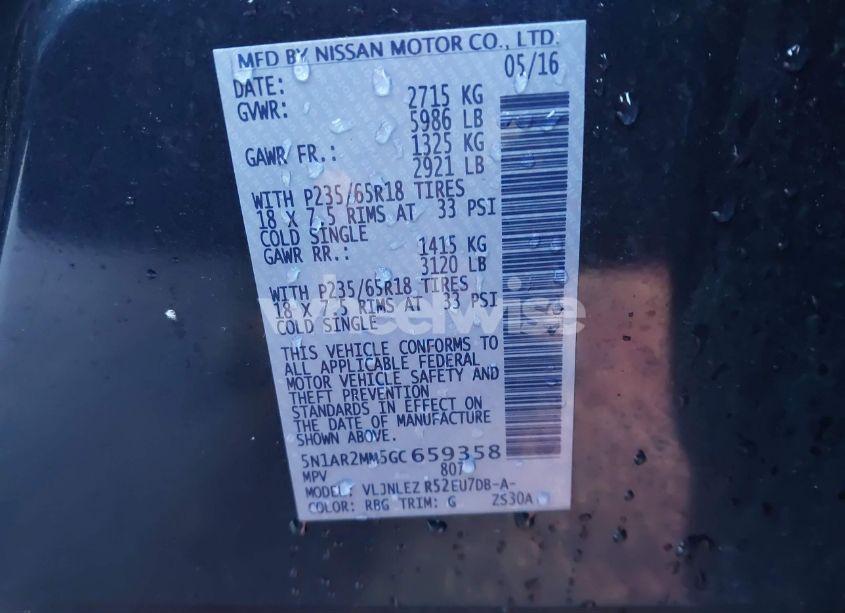 MFD BY NISSAN MOTOR CO., LTD.
DATE: 05/16
GVWR: 2715 KG
5986 LB
GAWR FR.: 1325 KG
2921 LB
WITH P235/65R18 TIRES
18 X 7.5 RIMS AT 33 PSI
COLD SINGLE
GAWR RR.: 1415 KG
3120 LB
WITH P235/65R18 TIRES
18 X 7.5 RIMS AT 33 PSI
COLD SINGLE
wheelwise
THIS VEHICLE CONFORMS TO
ALL APPLICABLE FEDERAL
MOTOR VEHICLE SAFETY AND
THEFT PREVENTION
STANDARDS IN EFFECT ON
THE DATE OF MANUFACTURE
SHOWN ABOVE.
5N1AR2MM5GC659358
MPV 807
MODEL: VLJNLEZ R52EU7DB-A-
COLOR: RBG TRIM: G ZS30A